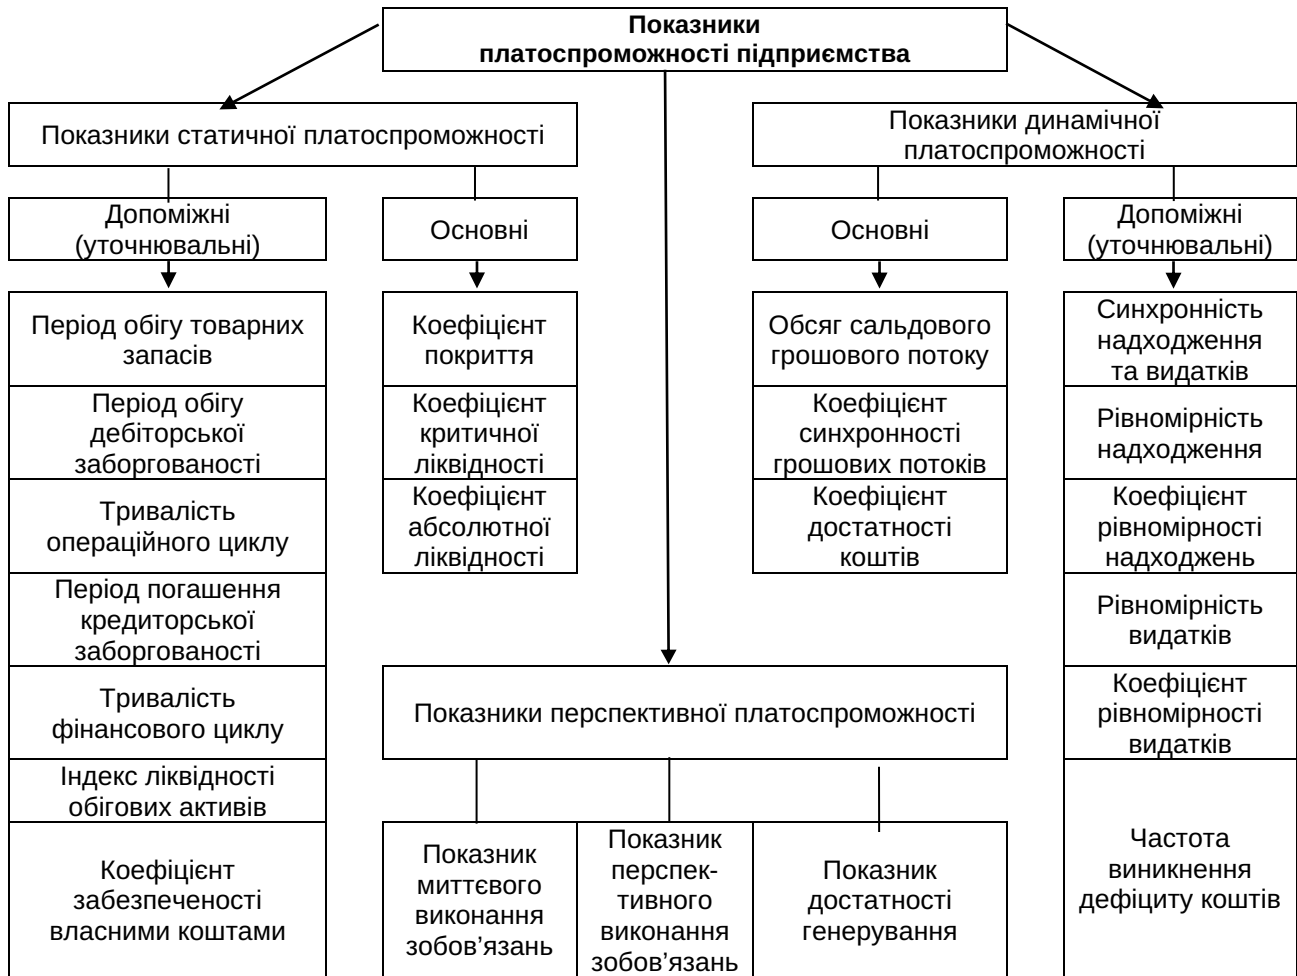 Показники
платоспроможності підприємства
Показники статичної платоспроможності
Показники динамічної
платоспроможності
Допоміжні
(уточнювальні)
Основні
Основні
Допоміжні
(уточнювальні)
Період обігу товарних
запасів
Період обігу
дебіторської
заборгованості
Тривалість
операційного циклу
Період погашення
кредиторської
заборгованості
Тривалість
фінансового циклу
Індекс ліквідності
обігових активів
Коефіцієнт
забезпеченості
власними коштами
Коефіцієнт
покриття
Коефіцієнт
критичної
ліквідності
Коефіцієнт
абсолютної
ліквідності
Обсяг сальдового
грошового потоку
Коефіцієнт
синхронності
грошових потоків
Коефіцієнт
достатності
коштів
Синхронність
надходження
та видатків
Рівномірність
надходження
Коефіцієнт
рівномірності
надходжень
Рівномірність
видатків
Коефіцієнт
рівномірності
видатків
Частота
виникнення
дефіциту коштів
Показники перспективної платоспроможності
Показник
миттєвого
виконання
зобов’язань
Показник
перспек-
тивного
виконання
зобов’язань
Показник
достатності
генерування